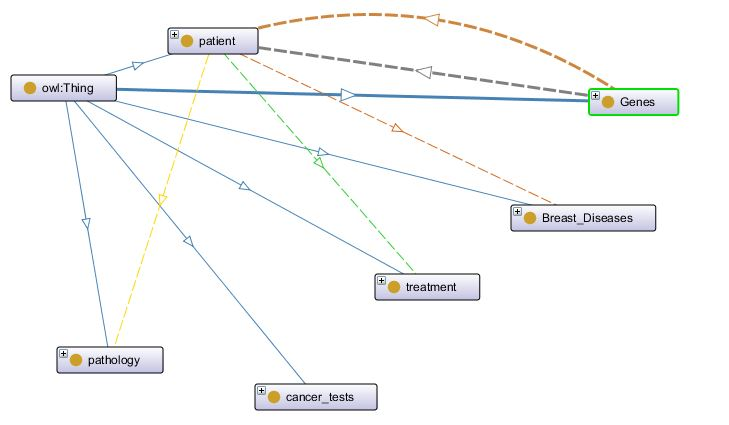 patient
owl:Thing
Genes
Breast_Diseases
treatment
pathology
cancer_tests